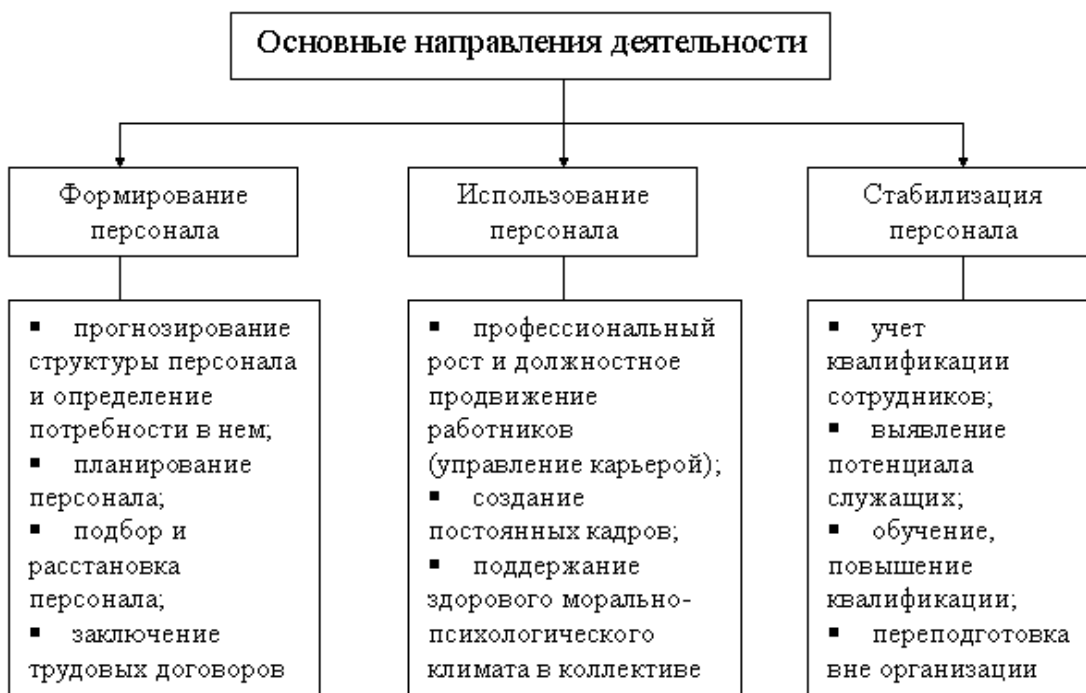 Основные направления деятельности
Формирование
персонала
Использование
персонала
Стабилизация
персонала
▪ прогнозирование
структуры персонала
и определение
потребности в нем;
▪ планирование
персонала;
▪ подбор и
расстановка
персонала;
▪ заключение
трудовых договоров
▪ профессиональный
рост и должностное
продвижение
работников
(управление карьерой);
▪ создание
постоянных кадров;
▪ поддержание
здорового морально-
психологического
климата в коллективе
▪ учет
квалификации
сотрудников;
▪ выявление
потенциала
служащих;
▪ обучение,
повышение
квалификации;
▪ переподготовка
вне организации